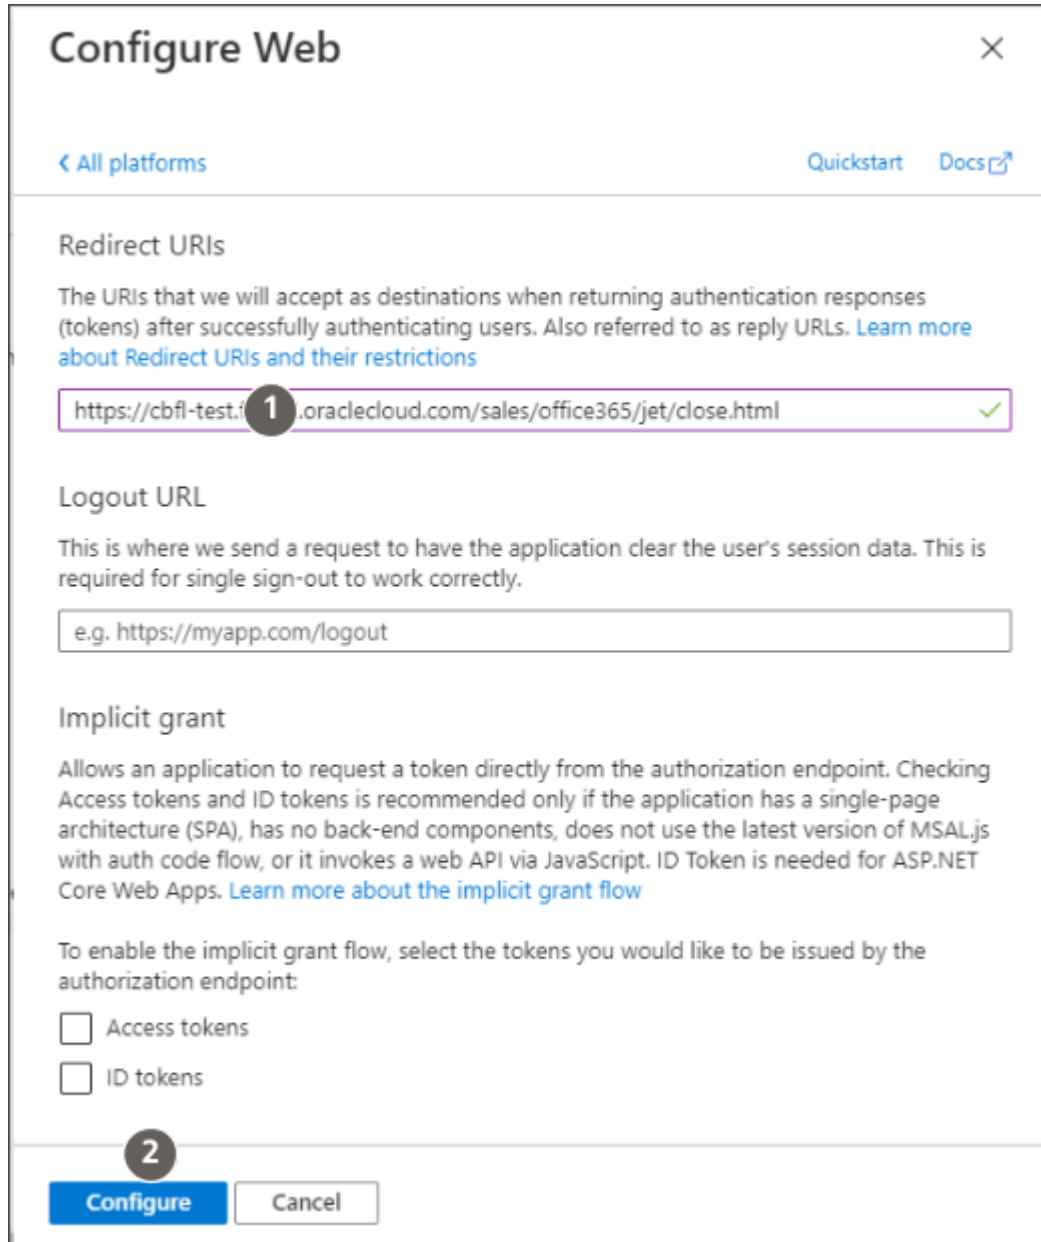 Configure Web
All platforms Quickstart Docs
Redirect URIs
The URIs that we will accept as destinations when returning authentication responses
(tokens) after successfully authenticating users. Also referred to as reply URLs. Learn more
about Redirect URIs and their restrictions
https://cbfl-test. 1 .oraclecloud.com/sales/office365/jet/close.html
Logout URL
This is where we send a request to have the application clear the user's session data. This is
required for single sign-out to work correctly.
e.g. https://myapp.com/logout
Implicit grant
Allows an application to request a token directly from the authorization endpoint. Checking
Access tokens and ID tokens is recommended only if the application has a single-page
architecture (SPA), has no back-end components, does not use the latest version of MSAL.js
with auth code flow, or it invokes a web API via JavaScript. ID Token is needed for ASP.NET
Core Web Apps. Learn more about the implicit grant flow
To enable the implicit grant flow, select the tokens you would like to be issued by the
authorization endpoint:
Access tokens
ID tokens
2
Configure Cancel